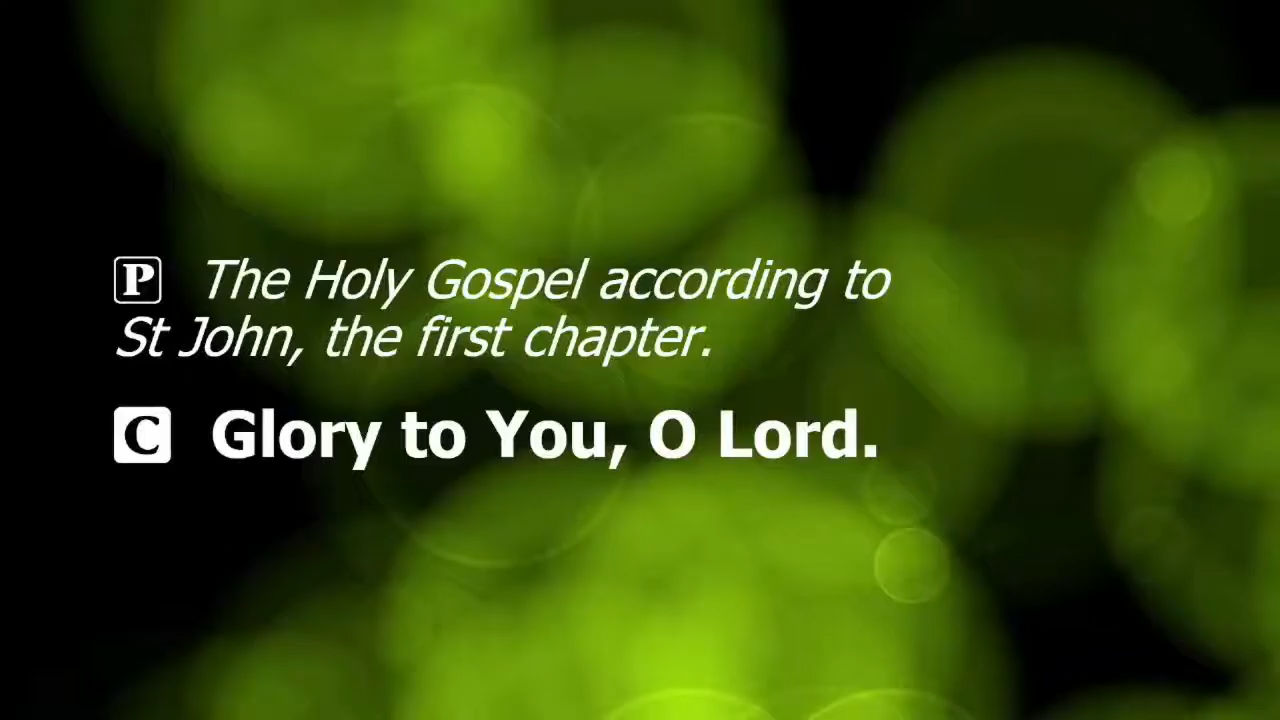 P The Holy Gospel according to
St John, the first chapter.
C Glory to You, O Lord.